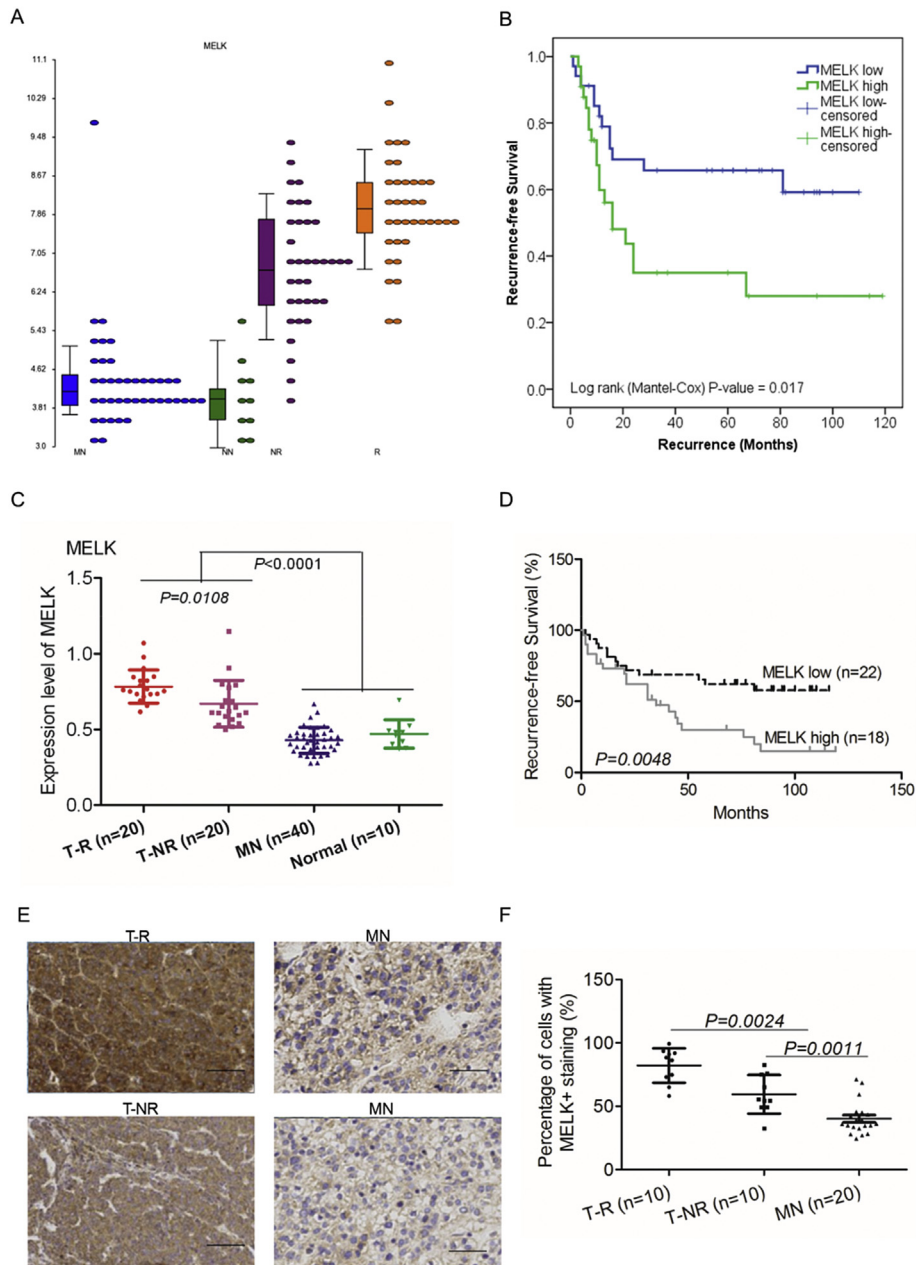 A
MELK
11.1
10.29
9.48
8.67
7.86
7.05
6.24
5.43
4.62
3.81
3.0
MN
NN
NR
R
B
Recurrence-free Survival
1.0
0.8
0.6
0.4
0.2
0.0
MELK low
MELK high
MELK low-
censored
MELK high-
censored
Log rank (Mantel-Cox) P-value = 0.017
0
20
40
60
80
100
120
Recurrence (Months)
C
MELK
Expression level of MELK
1.5
1.0
0.5
0.0
P<0.0001
P=0.0108
T-R (n=20)
T-NR (n=20)
MN (n=40)
Normal (n=10)
D
Recurrence-free Survival (%)
150
100
50
0
MELK low (n=22)
MELK high (n=18)
P=0.0048
0
50
100
150
Months
E
T-R
MN
T-NR
MN
F
Percentage of cells with
MELK+ staining (%)
150
100
50
0
P=0.0024
P=0.0011
T-R (n=10)
T-NR (n=10)
MN (n=20)